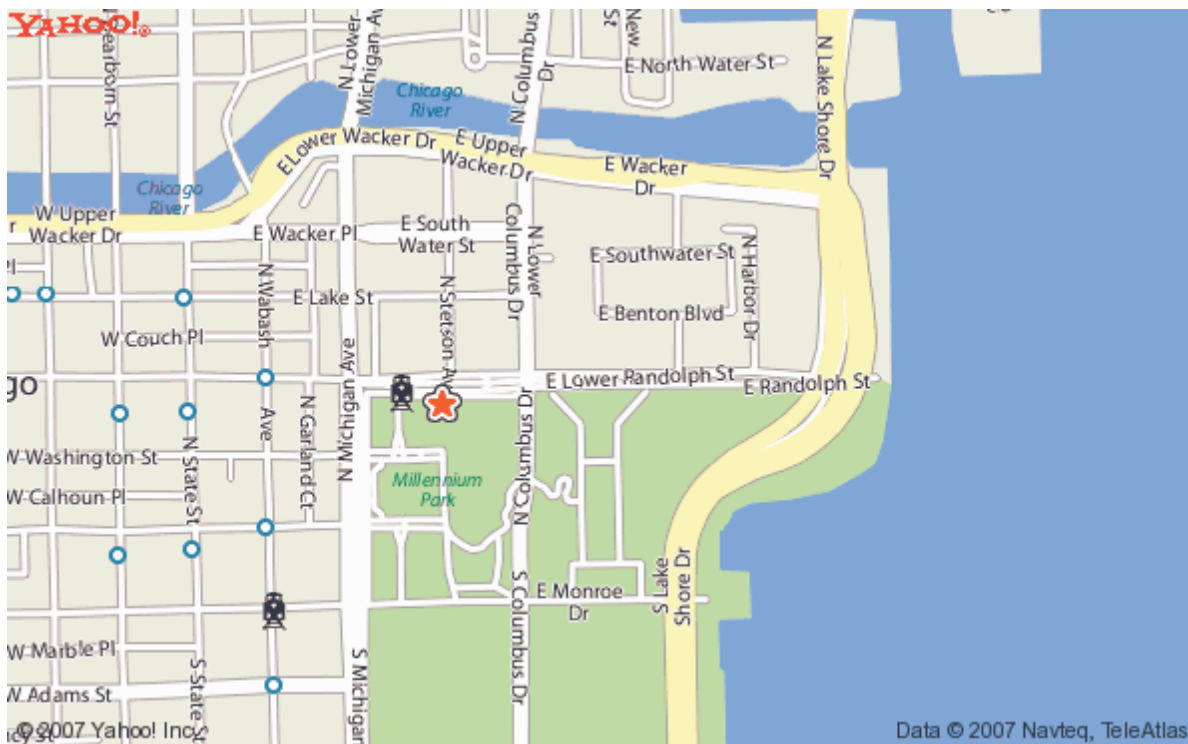 YAHOO!®
N Lower
Michigan Av
N Columbus
Dr
New
St
E North Water St
N Lake Shore Dr
Chicago
River
E Lower Wacker Dr
E Upper
Wacker Dr
E Wacker
Dr
Chicago
River
W Upper
Wacker Dr
E Wacker Pl
E South
Water St
Columbus Dr
N Lower
E Southwater St
N Harbor Dr
N Wabash
Ave
E Lake St
N Stetson Av
E Benton Blvd
W Couch Pl
N Michigan Ave
go
E Lower Randolph St
E Randolph St
N Garland Ct
N State St
N Columbus Dr
W Washington St
Millennium
Park
W Calhoun Pl
S Lake
Shore Dr
E Monroe
Dr
S Columbus Dr
W Marble Pl
S State St
S Michigan
W Adams St
© 2007 Yahoo! Inc
Data © 2007 Navteq, TeleAtlas